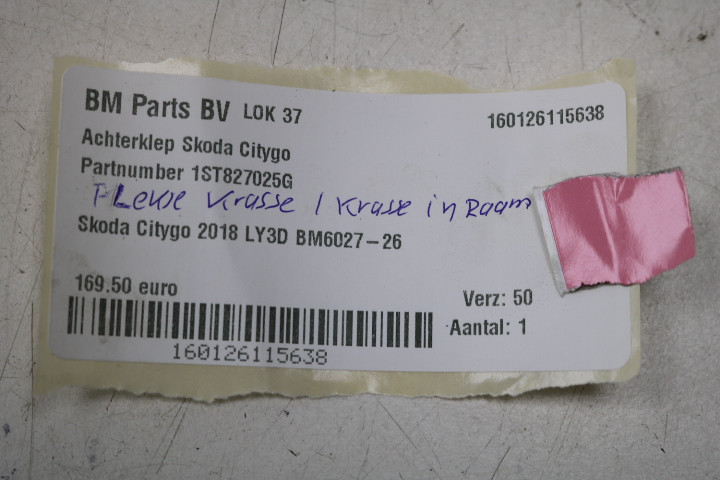 BM Parts BV LOK 37
160126115638
Achterklep Skoda Citygo
Partnumber 1ST827025G
Krasse / Krasse in Raam
Skoda Citygo 2018 LY3D BM6027-26
169.50 euro
Verz: 50
Aantal: 1
160126115638